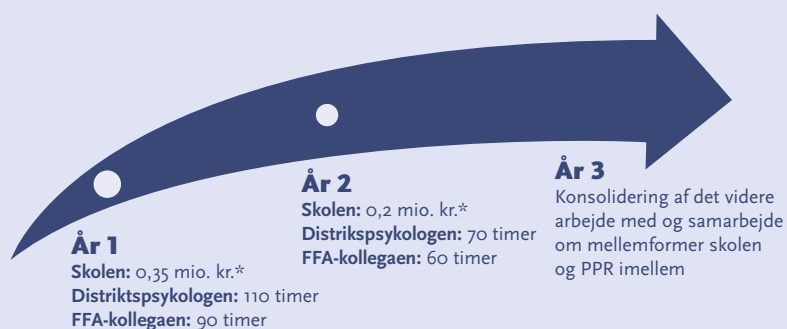 År 1
Skolen: 0,35 mio. kr.*
Distriktspsykologen: 110 timer
FFA-kollegaen: 90 timer
År 2
Skolen: 0,2 mio. kr.*
Distrikspsykologen: 70 timer
FFA-kollegaen: 60 timer
År 3
Konsolidering af det videre
arbejde med og samarbejde
om mellemformer skolen
og PPR imellem